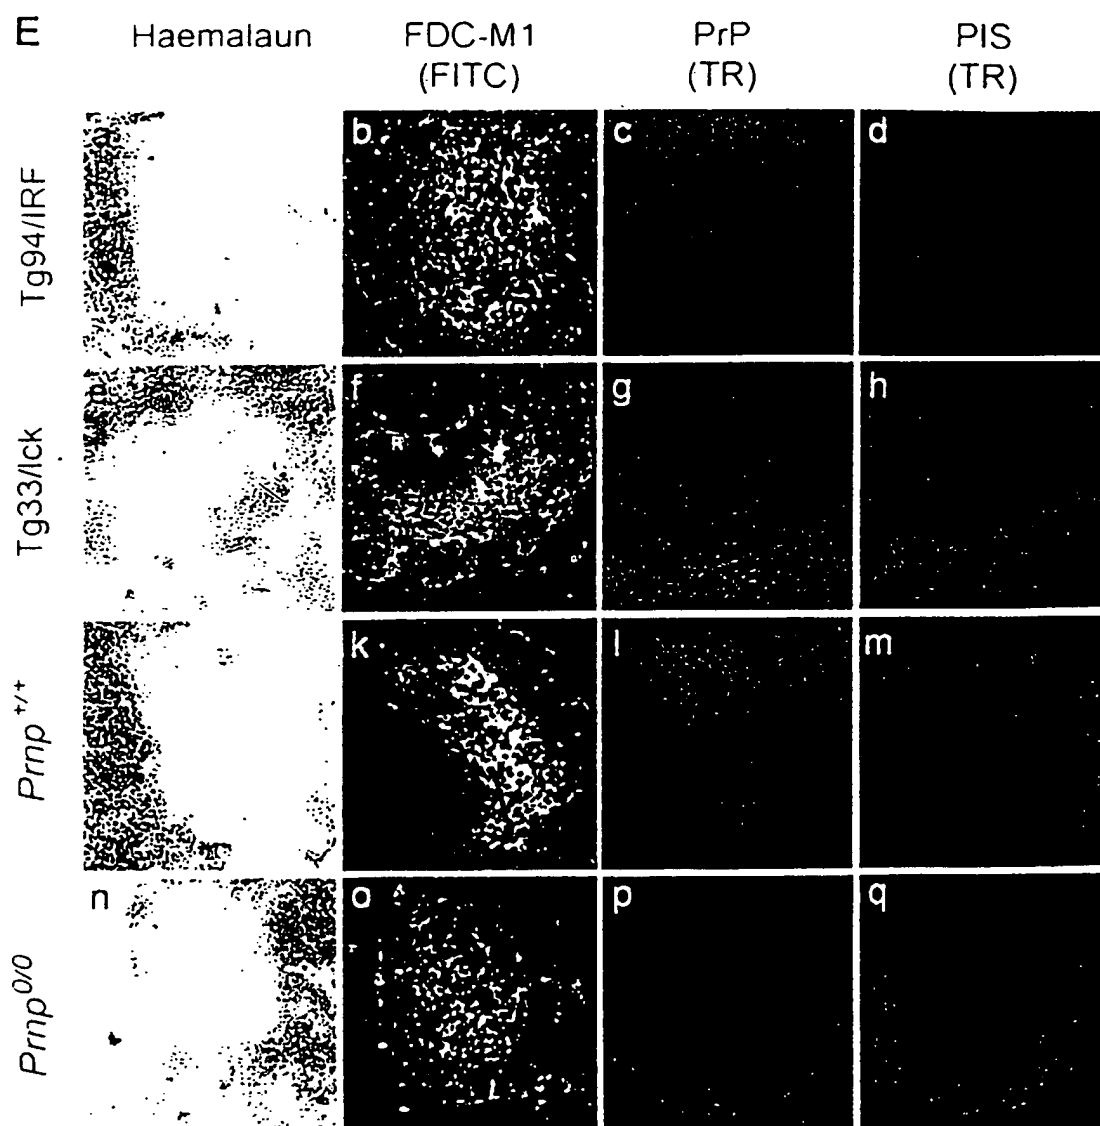 E
Haemalaun FDC-M1 PrP PIS
(FITC) (TR) (TR)
Tg94/IRF
b c d
Tg33/lck
f g h
R
Prnp+/+
k l m
Prnp0/0
n o p q